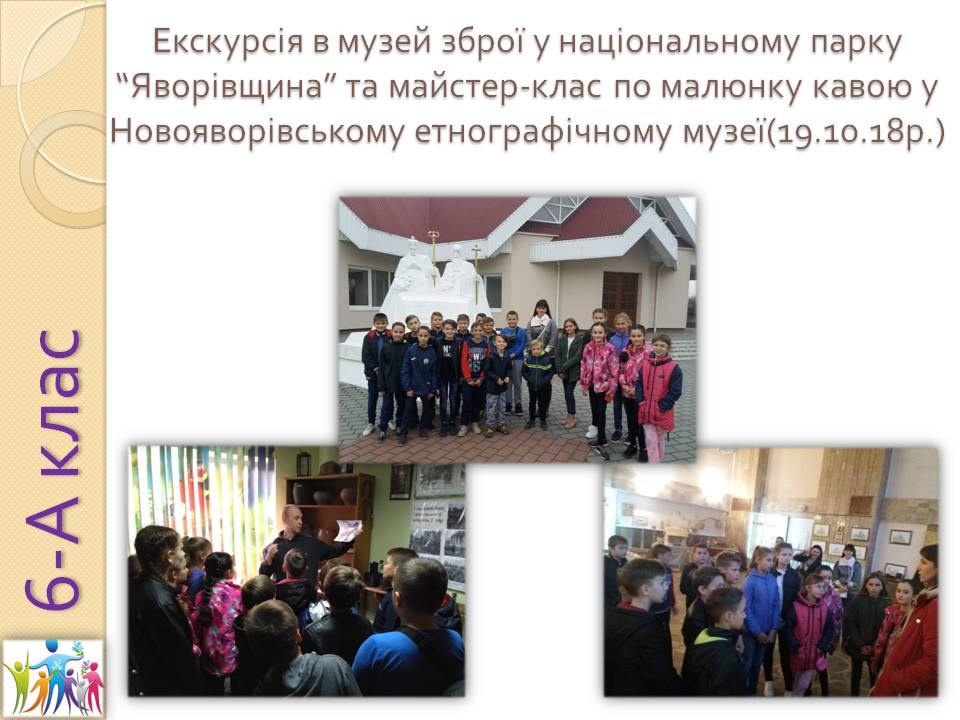 Екскурсія в музей зброї у національному парку
“Яворівщина” та майстер-клас по малюнку кавою у
Новояворівському етнографічному музеї(19.10.18р.)
6-А клас